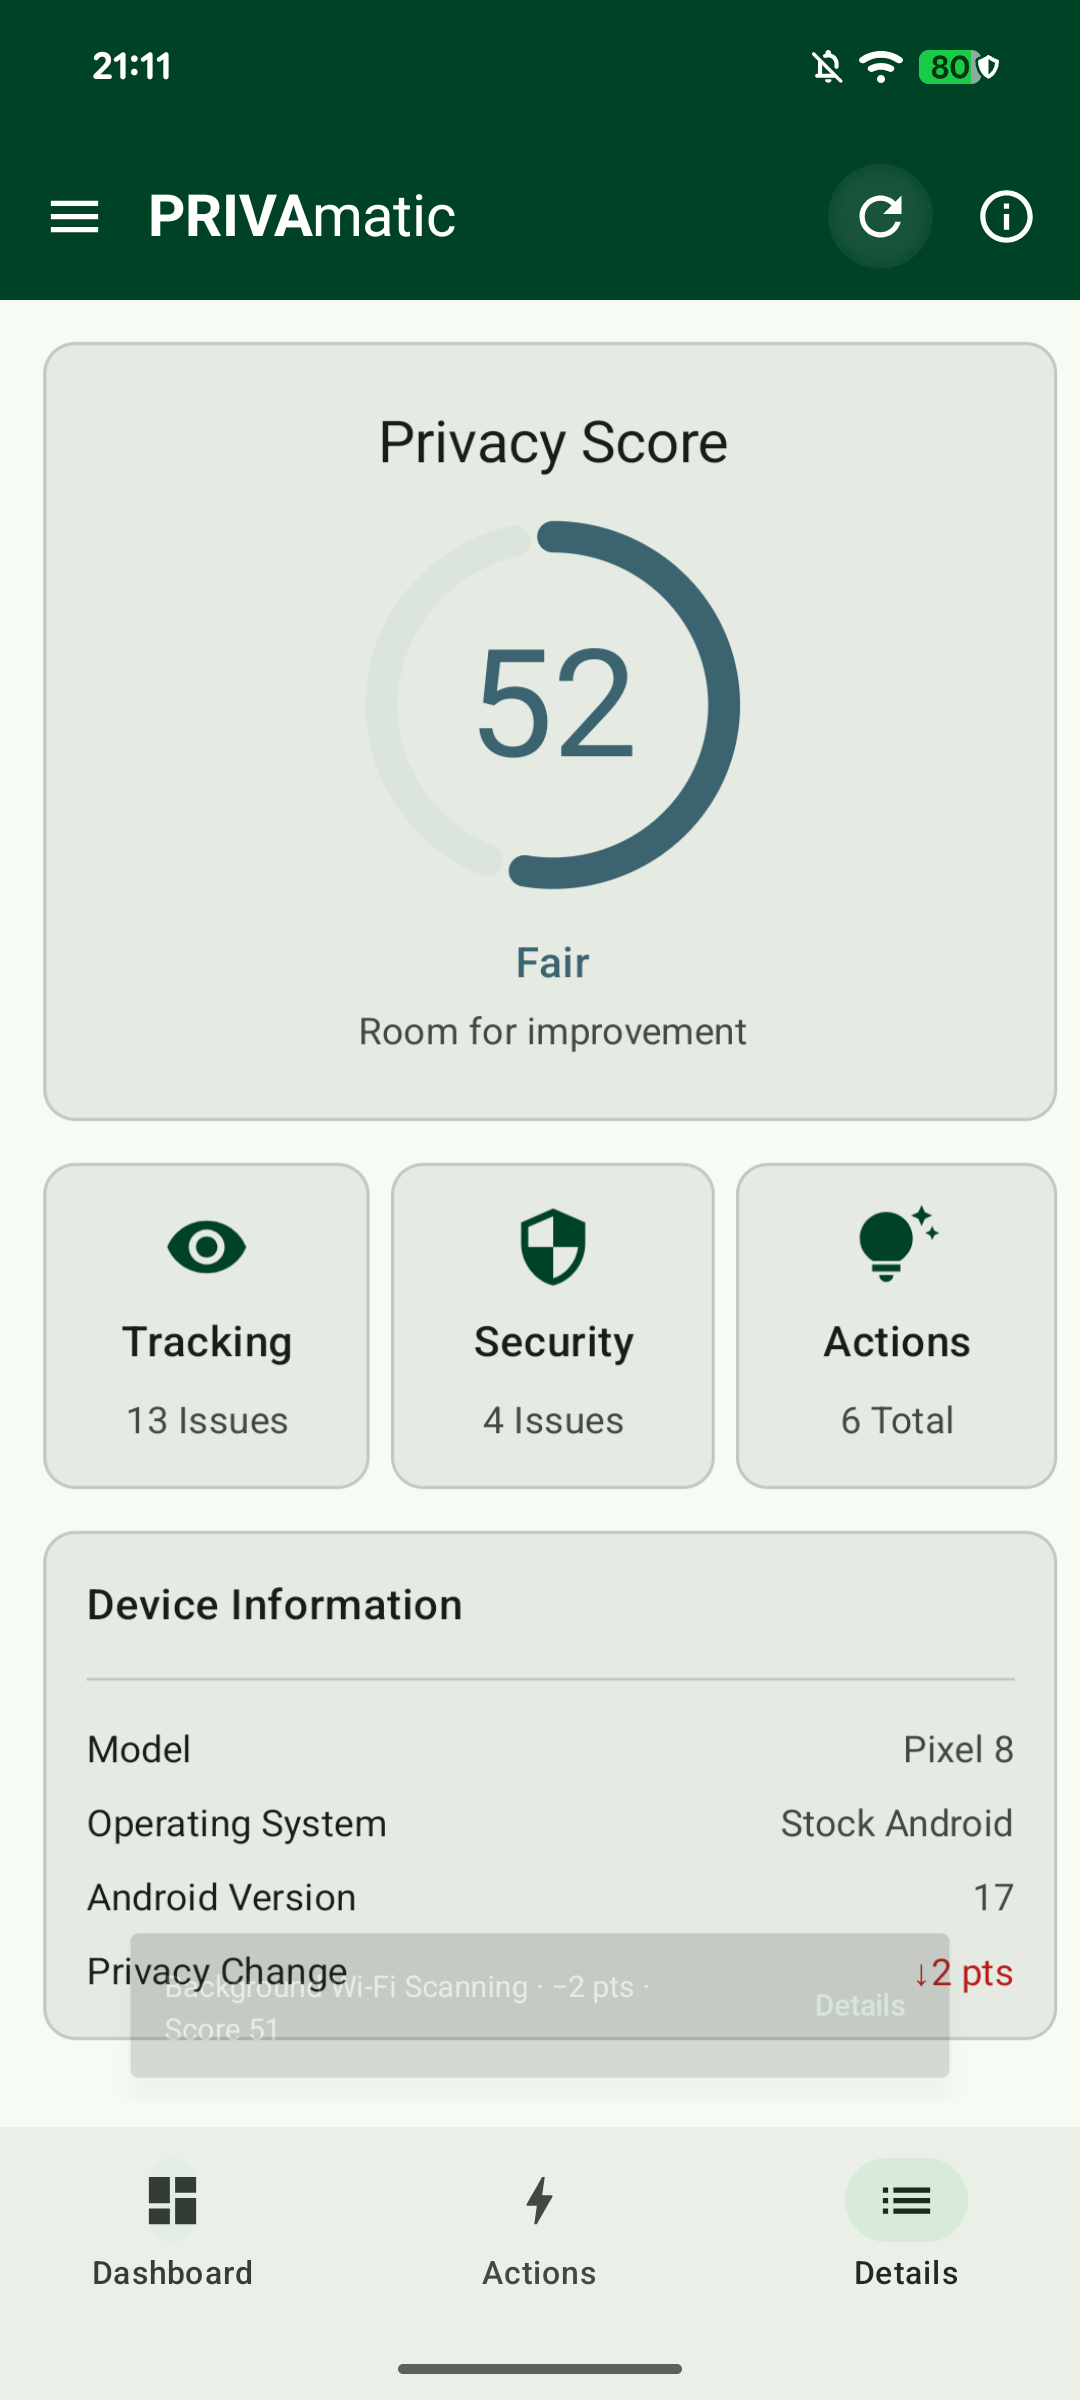 21:11
80
PRIVAmatic
Privacy Score
52
Fair
Room for improvement
Tracking
Security
Actions
13 Issues
4 Issues
6 Total
Device Information
Model
Pixel 8
Operating System
Stock Android
Android Version
17
Privacy Change
↓2 pts
Background Wi-Fi Scanning · −2 pts ·
Score 51
Details
Dashboard
Actions
Details